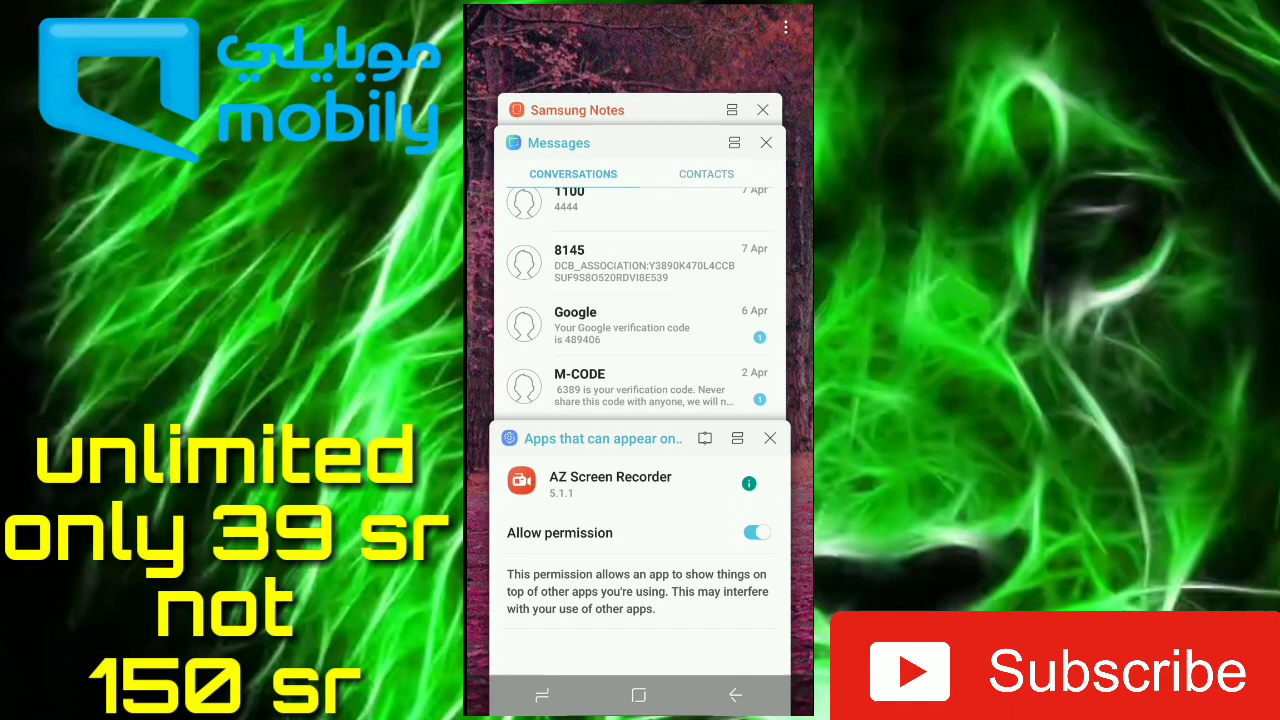 موبايلي
mobily
unlimited
only 39 sr
not
150 sr
Samsung Notes
Messages
CONVERSATIONS CONTACTS
1100 7 Apr
4444
8145 7 Apr
DCB_ASSOCIATION:Y3890K470L4CCB
SUF9S8O520RDVI8E539
Google 6 Apr
Your Google verification code
is 489406
1
M-CODE 2 Apr
6389 is your verification code. Never
share this code with anyone, we will n...
1
Apps that can appear on..
AZ Screen Recorder
5.1.1
Allow permission
This permission allows an app to show things on
top of other apps you're using. This may interfere
with your use of other apps.
Subscribe